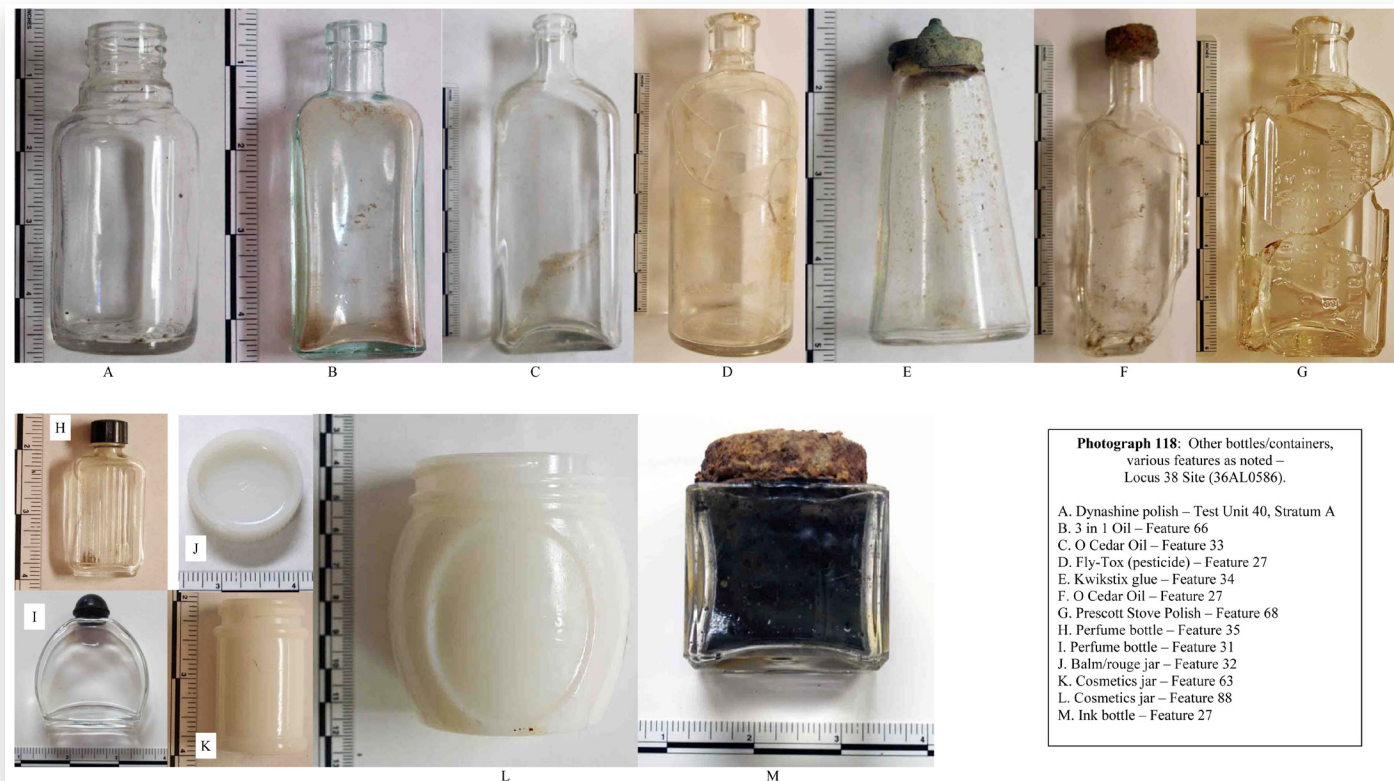 A
B
C
D
E
F
G
H
I
J
K
L
M
Photograph 118: Other bottles/containers,
various features as noted –
Locus 38 Site (36AL0586).
A. Dynashine polish – Test Unit 40, Stratum A
B. 3 in 1 Oil – Feature 66
C. O Cedar Oil – Feature 33
D. Fly-Tox (pesticide) – Feature 27
E. Kwikstix glue – Feature 34
F. O Cedar Oil – Feature 27
G. Prescott Stove Polish – Feature 68
H. Perfume bottle – Feature 35
I. Perfume bottle – Feature 31
J. Balm/rouge jar – Feature 32
K. Cosmetics jar – Feature 63
L. Cosmetics jar – Feature 88
M. Ink bottle – Feature 27